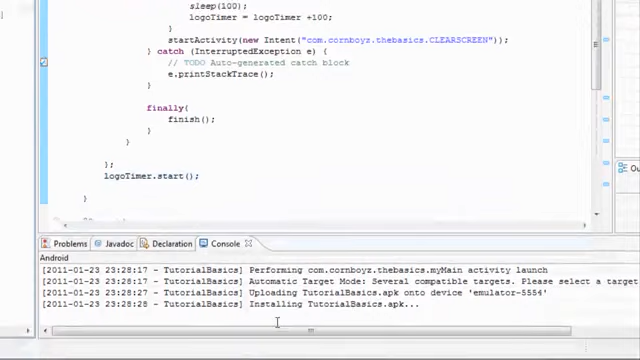 sleep(100);
logoTimer = logoTimer +100;
}
startActivity(new Intent("com.cornboyz.thebasics.CLEARSCREEN"));
} catch (InterruptedException e) {
// TODO Auto-generated catch block
e.printStackTrace();
}
finally{
finish();
}
}
};
logoTimer.start();
}
Ou
Problems Javadoc Declaration Console
Android
[2011-01-23 23:28:17 - TutorialBasics] Performing com.cornboyz.thebasics.myMain activity launch
[2011-01-23 23:28:17 - TutorialBasics] Automatic Target Mode: Several compatible targets. Please select a target
[2011-01-23 23:28:27 - TutorialBasics] Uploading TutorialBasics.apk onto device 'emulator-5554'
[2011-01-23 23:28:28 - TutorialBasics] Installing TutorialBasics.apk...